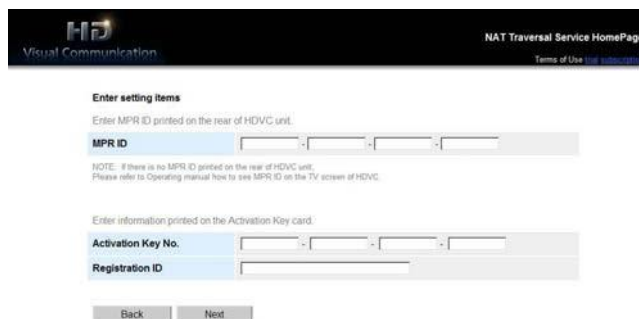 HD
Visual Communication
NAT Traversal Service HomePag
Terms of Use trial subscription
Enter setting items
Enter MPR ID printed on the rear of HDVC unit.
MPR ID - - -
NOTE: If there is no MPR ID printed on the rear of HDVC unit,
Please refer to Operating manual how to see MPR ID on the TV screen of HDVC.
Enter information printed on the Activation Key card.
Activation Key No. - - -
Registration ID
Back Next